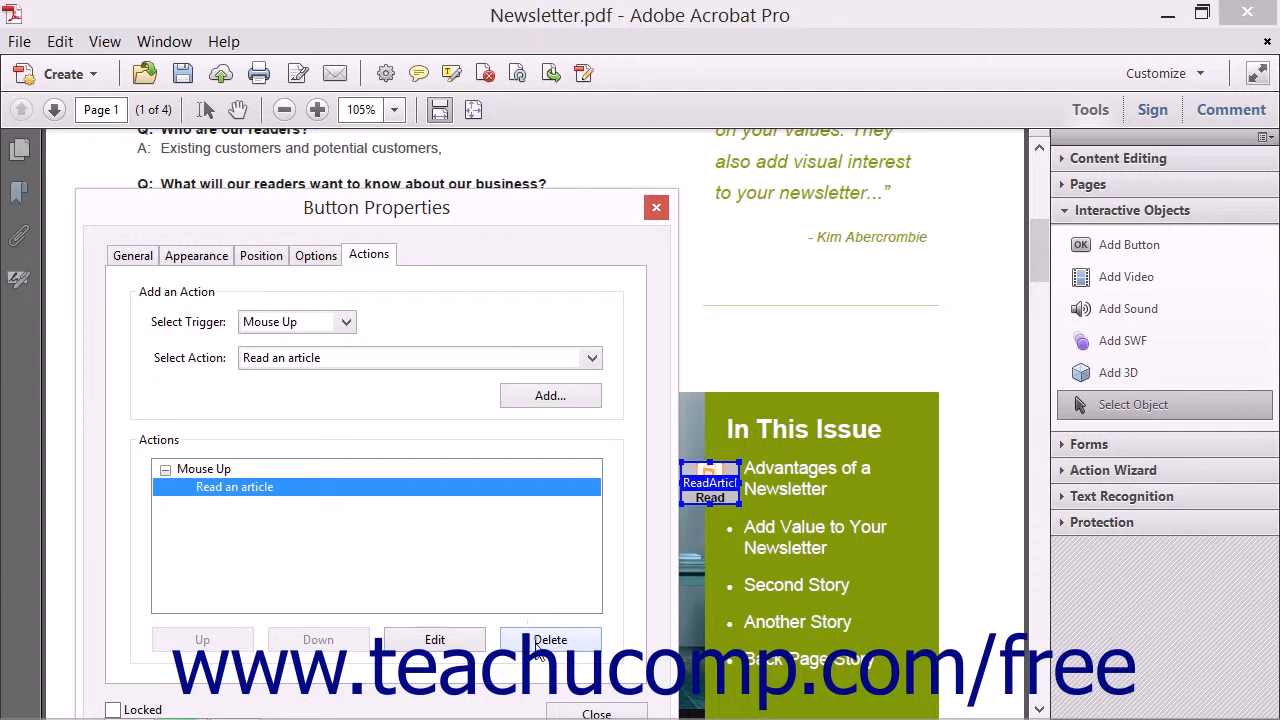 Newsletter.pdf - Adobe Acrobat Pro
File Edit View Window Help
Create
Customize
Page 1 (1 of 4) 105%
Tools Sign Comment
Q: Who are our readers?
A: Existing customers and potential customers,
Q: What will our readers want to know about our business?
on your values. They
also add visual interest
to your newsletter...”
- Kim Abercrombie
Button Properties
General Appearance Position Options Actions
Add an Action
Select Trigger: Mouse Up
Select Action: Read an article
Add...
Actions
Mouse Up
Read an article
Up Down Edit Delete
Locked
Close
In This Issue
ReadArticl
Read
• Advantages of a
Newsletter
• Add Value to Your
Newsletter
• Second Story
• Another Story
• Back Page Story
Content Editing
Pages
Interactive Objects
OK Add Button
Add Video
Add Sound
Add SWF
Add 3D
Select Object
Forms
Action Wizard
Text Recognition
Protection
www.teachucomp.com/free